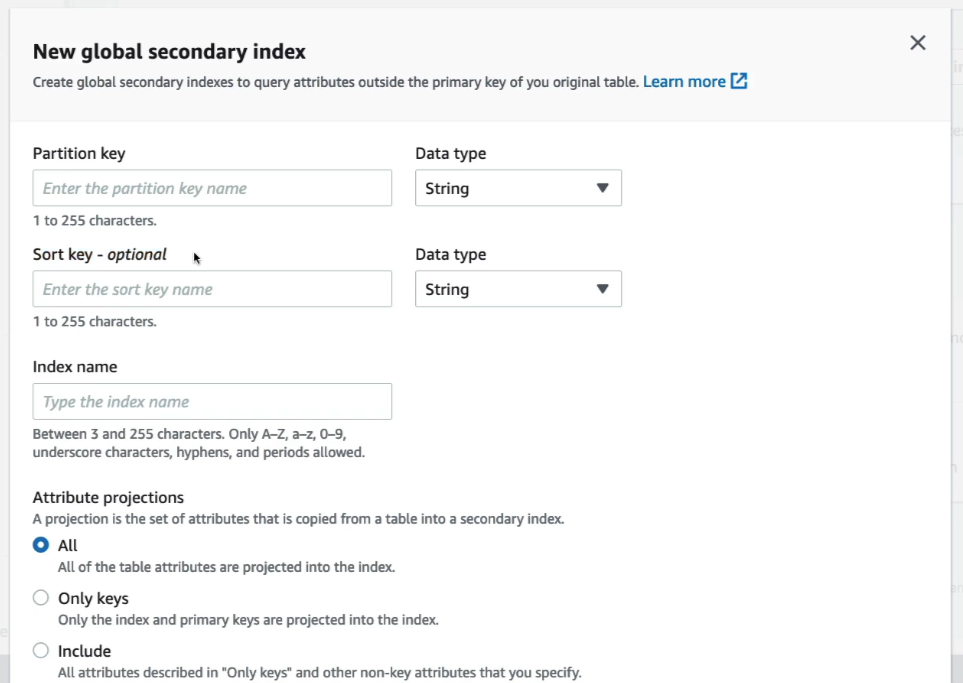 New global secondary index
Create global secondary indexes to query attributes outside the primary key of you original table. Learn more
Partition key
Data type
Enter the partition key name
String
1 to 255 characters.
Sort key - optional
Data type
Enter the sort key name
String
1 to 255 characters.
Index name
Type the index name
Between 3 and 255 characters. Only A–Z, a–z, 0–9,
underscore characters, hyphens, and periods allowed.
Attribute projections
A projection is the set of attributes that is copied from a table into a secondary index.
All
All of the table attributes are projected into the index.
Only keys
Only the index and primary keys are projected into the index.
Include
All attributes described in "Only keys" and other non-key attributes that you specify.